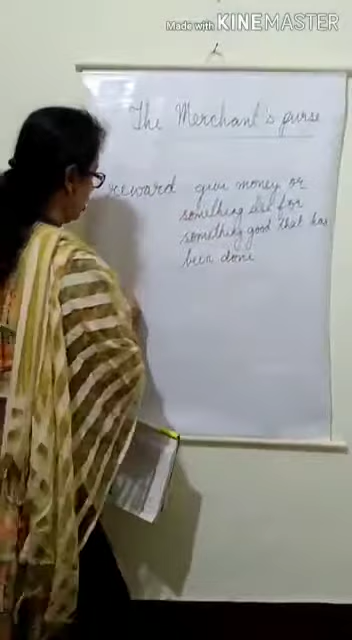 Made with KINEMASTER
The Merchant's purse
reward give money or
something else for
something good that has
been done